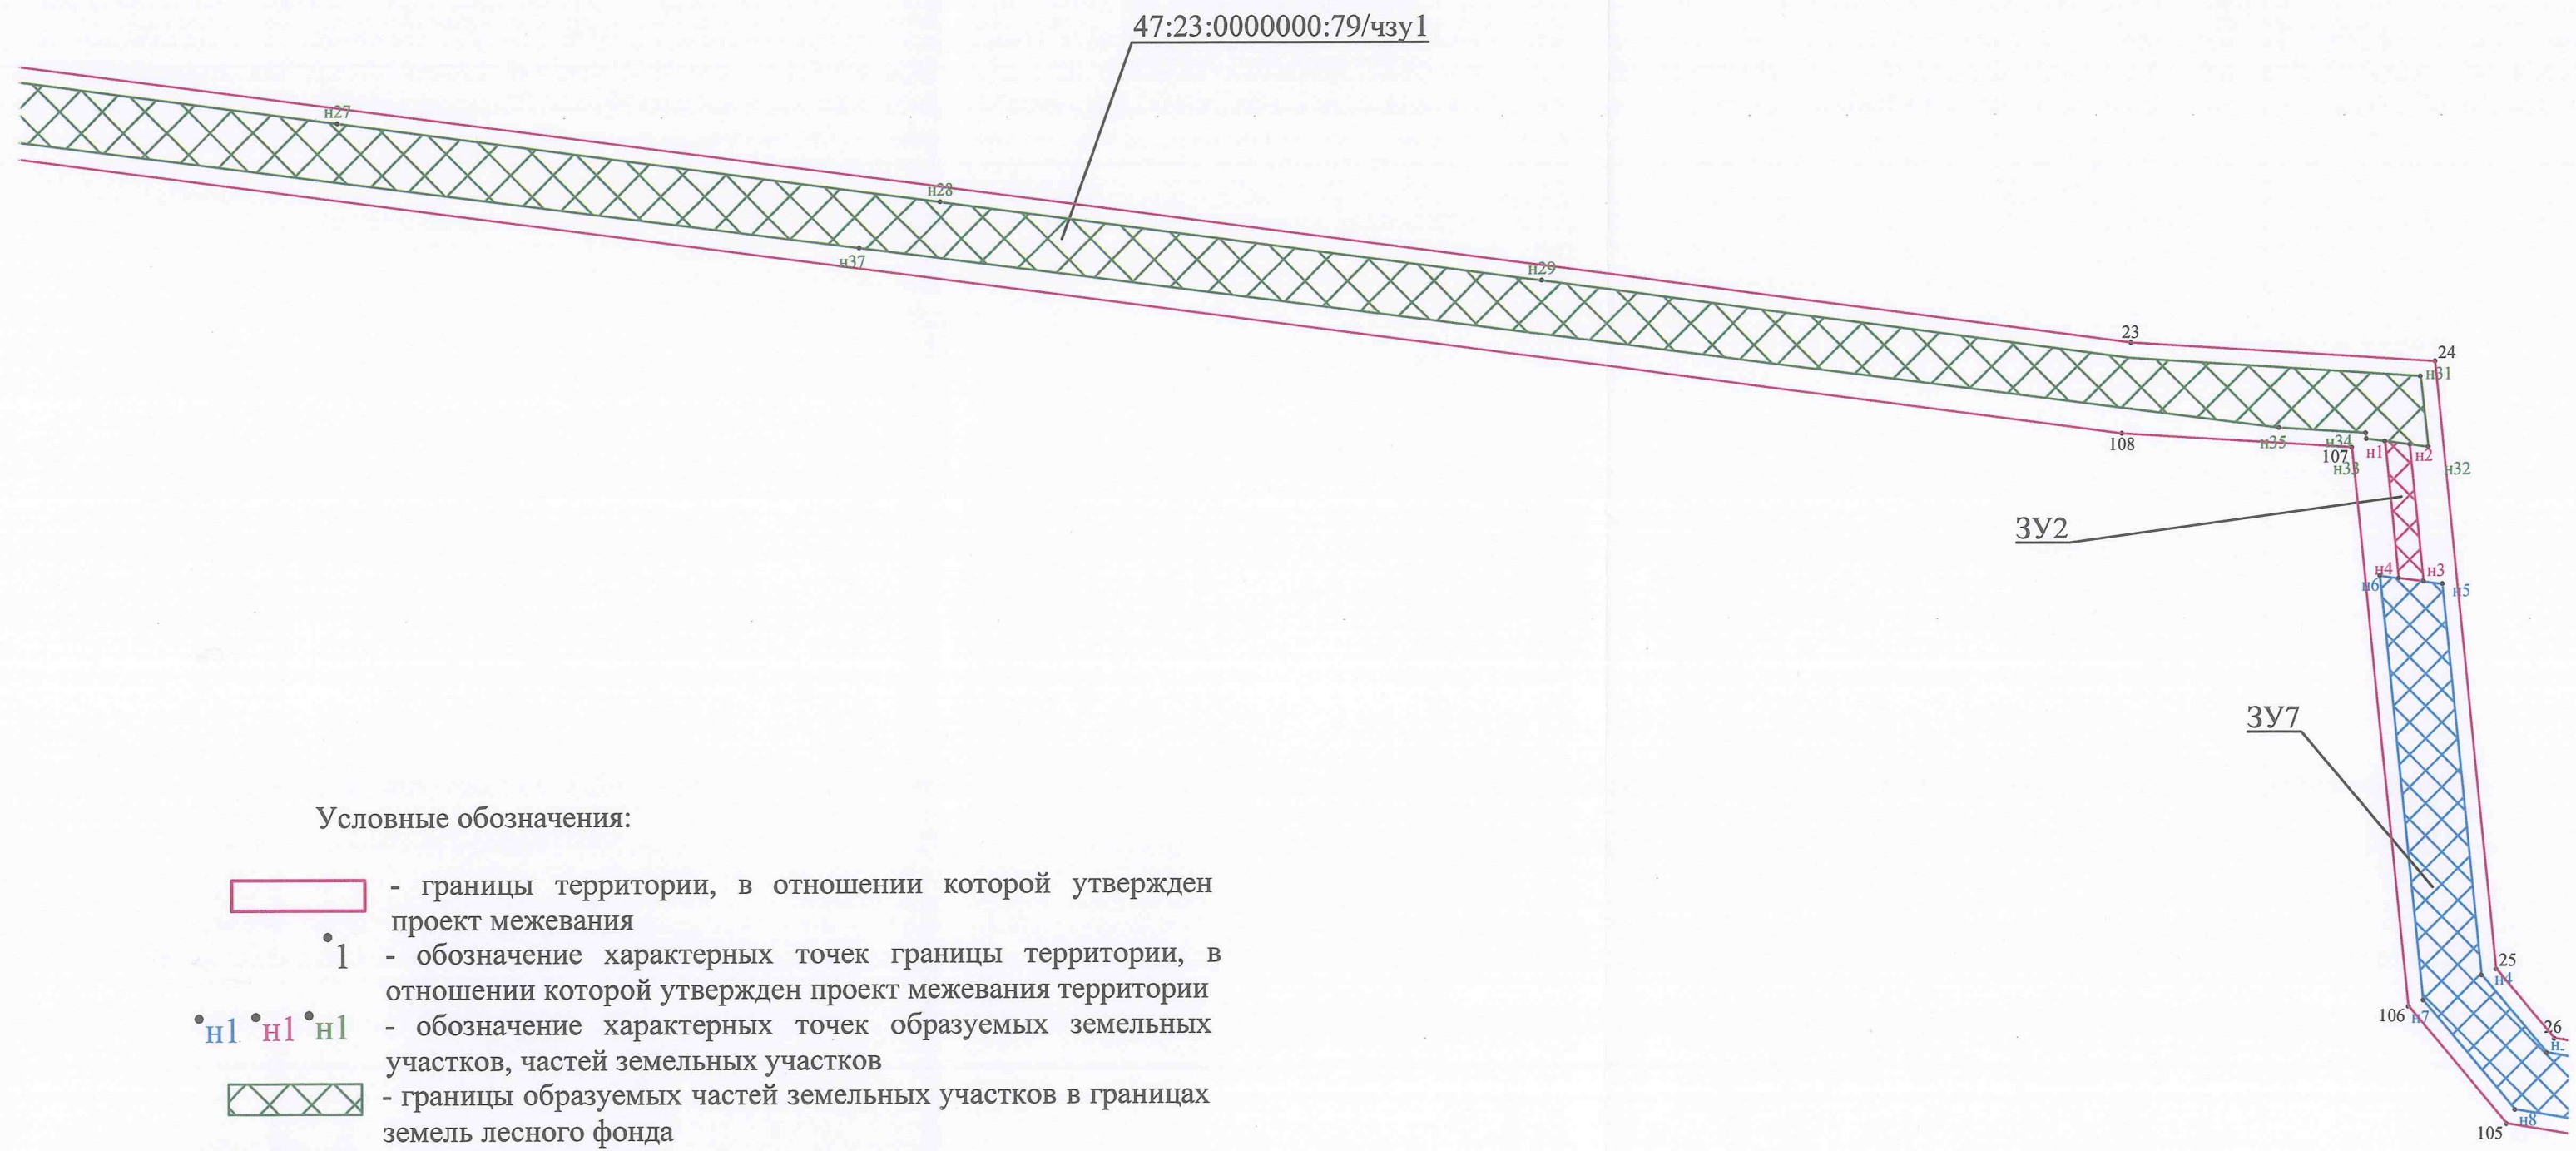 47:23:0000000:79/чзу1
н27
н28
н37
н29
23
24
н31
108
н35
н34
107
н33
н1
н2
н32
ЗУ2
н4
н3
н6
н5
ЗУ7
25
н4
106
н7
26
н8
105
Условные обозначения:
- границы территории, в отношении которой утвержден
проект межевания
1
- обозначение характерных точек границы территории, в
отношении которой утвержден проект межевания территории
н1 н1 н1
- обозначение характерных точек образуемых земельных
участков, частей земельных участков
- границы образуемых частей земельных участков в границах
земель лесного фонда